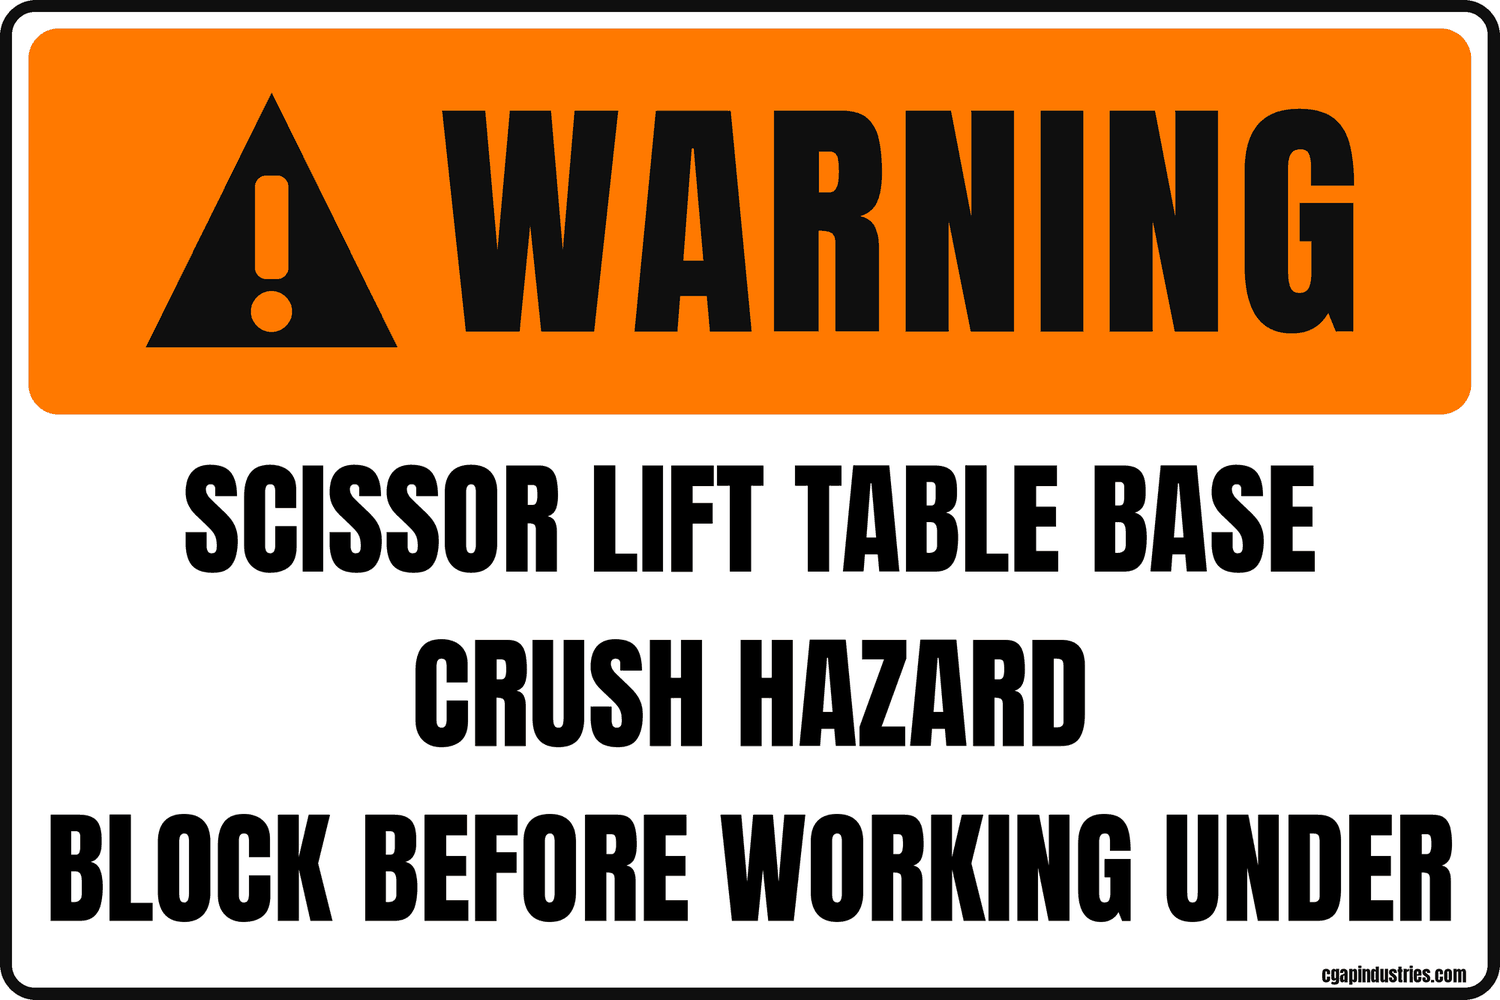 WARNING
SCISSOR LIFT TABLE BASE
CRUSH HAZARD
BLOCK BEFORE WORKING UNDER
cgapindustries.com